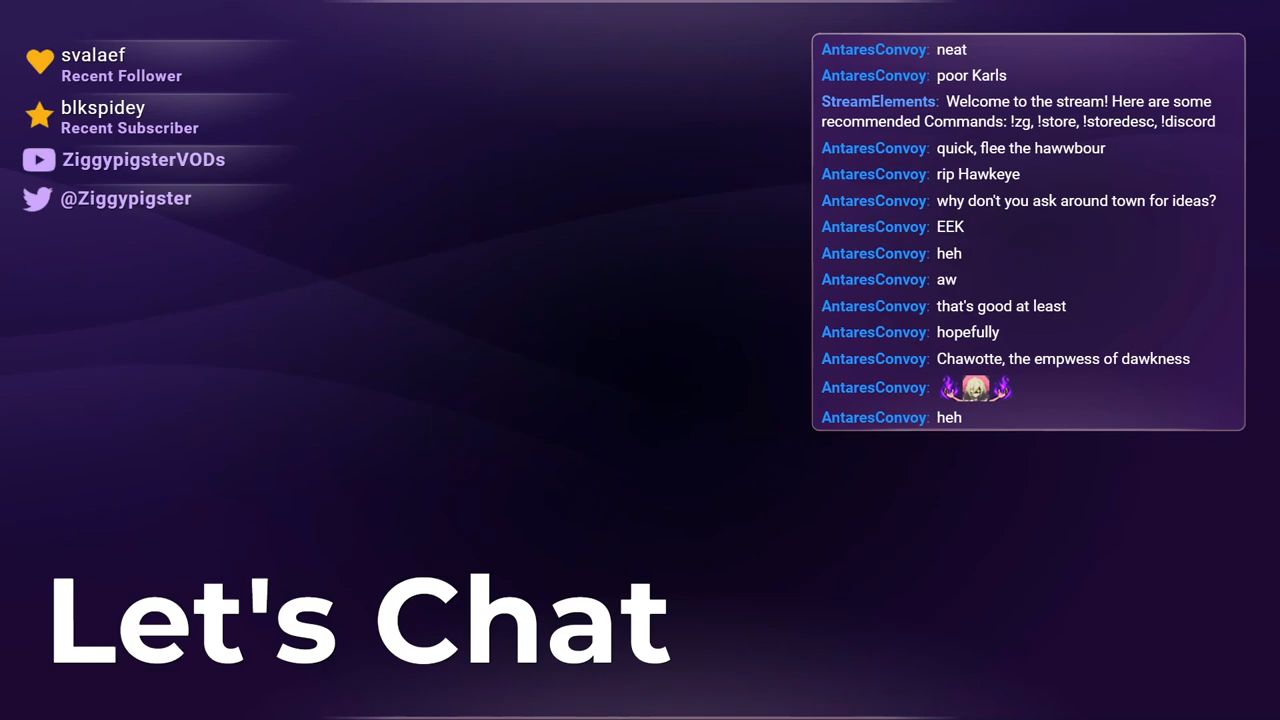 svalaef
Recent Follower
blkspidey
Recent Subscriber
ZiggypigsterVODs
@Ziggypigster
AntaresConvoy: neat
AntaresConvoy: poor Karls
StreamElements: Welcome to the stream! Here are some
recommended Commands: !zg, !store, !storedesc, !discord
AntaresConvoy: quick, flee the hawwbour
AntaresConvoy: rip Hawkeye
AntaresConvoy: why don't you ask around town for ideas?
AntaresConvoy: EEK
AntaresConvoy: heh
AntaresConvoy: aw
AntaresConvoy: that's good at least
AntaresConvoy: hopefully
AntaresConvoy: Chawotte, the empwess of dawkness
AntaresConvoy:
AntaresConvoy: heh
Let's Chat